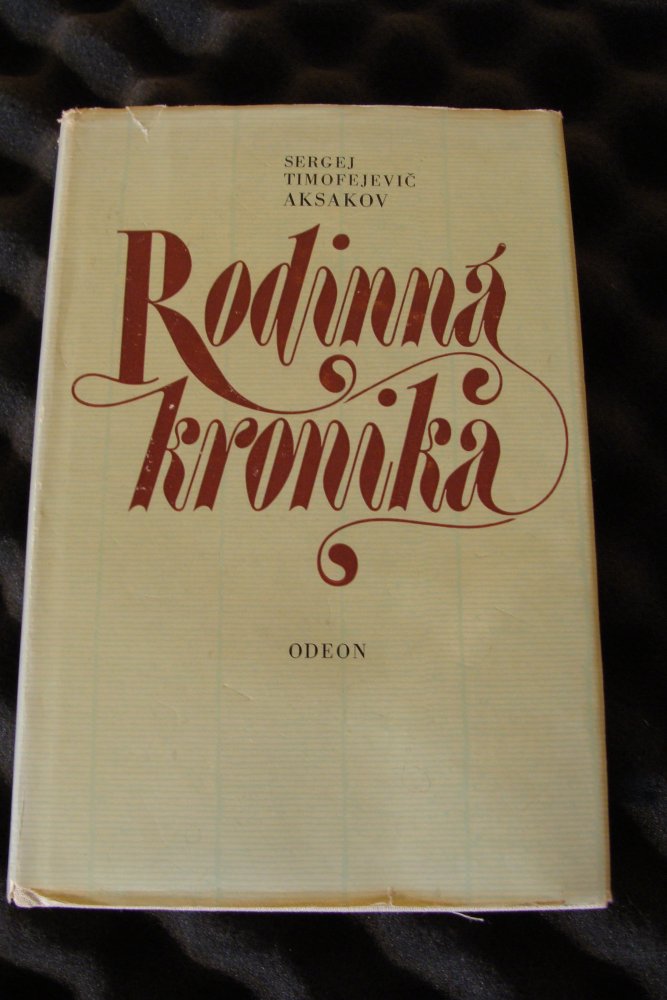 SERGEJ
TIMOFEJEVIČ
AKSAKOV
Rodinná
kronika
ODEON